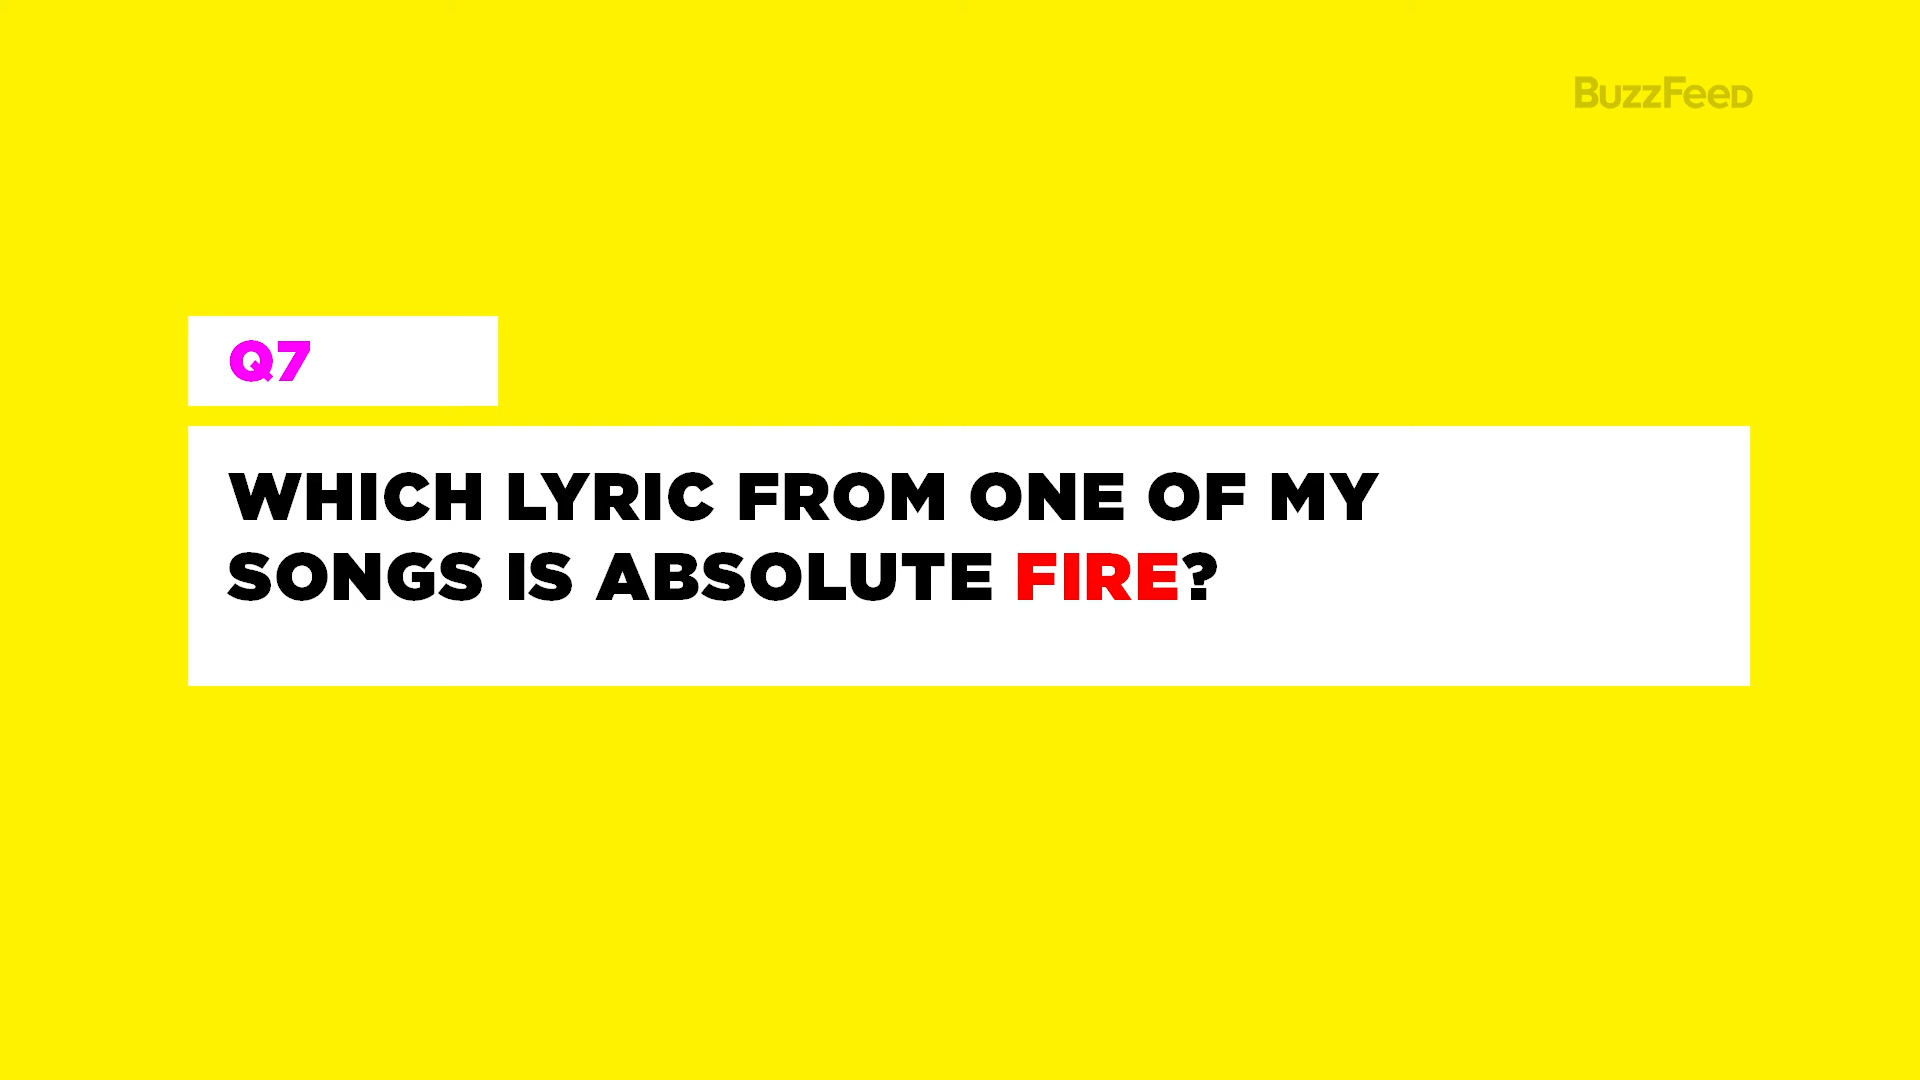 BuzzFeed
Q7
WHICH LYRIC FROM ONE OF MY
SONGS IS ABSOLUTE FIRE?